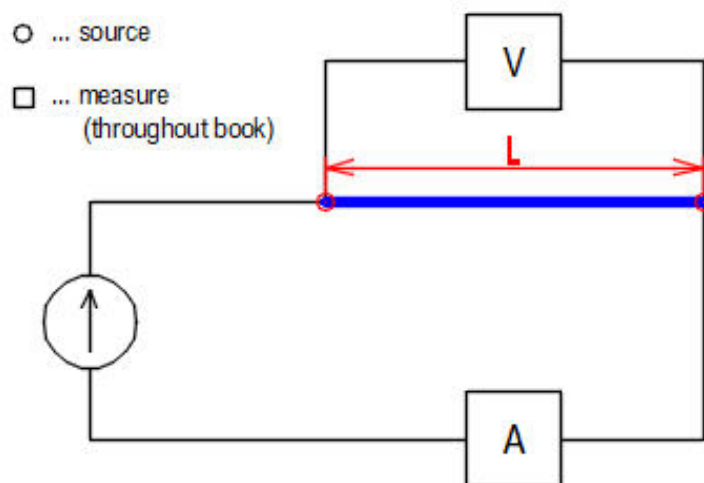 ... source
... measure
(throughout book)
V
L
A